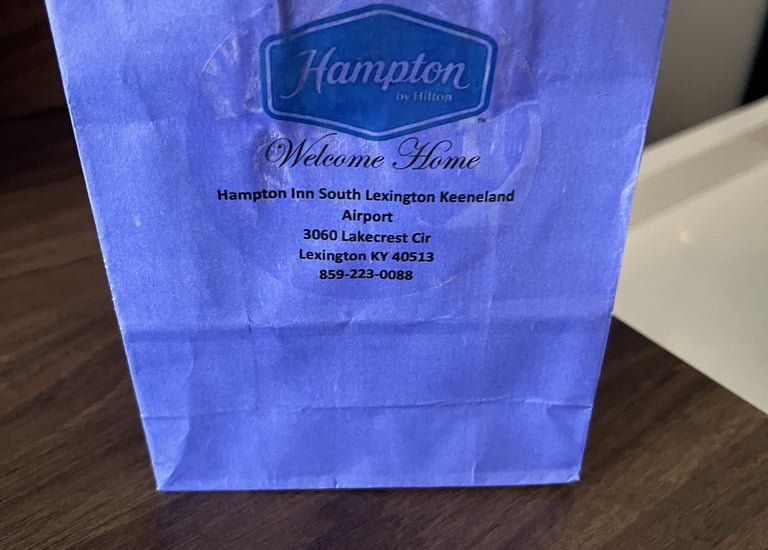 Hampton
by Hilton
™
Welcome Home
Hampton Inn South Lexington Keeneland
Airport
3060 Lakecrest Cir
Lexington KY 40513
859-223-0088